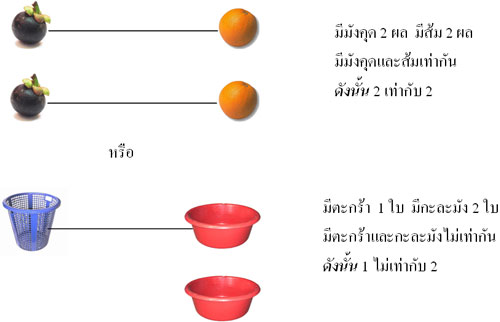 มีมังคุด 2 ผล มีส้ม 2 ผล
มีมังคุดและส้มเท่ากัน
ดังนั้น 2 เท่ากับ 2
หรือ
มีตะกร้า 1 ใบ มีกะละมัง 2 ใบ
มีตะกร้าและกะละมังไม่เท่ากัน
ดังนั้น 1 ไม่เท่ากับ 2